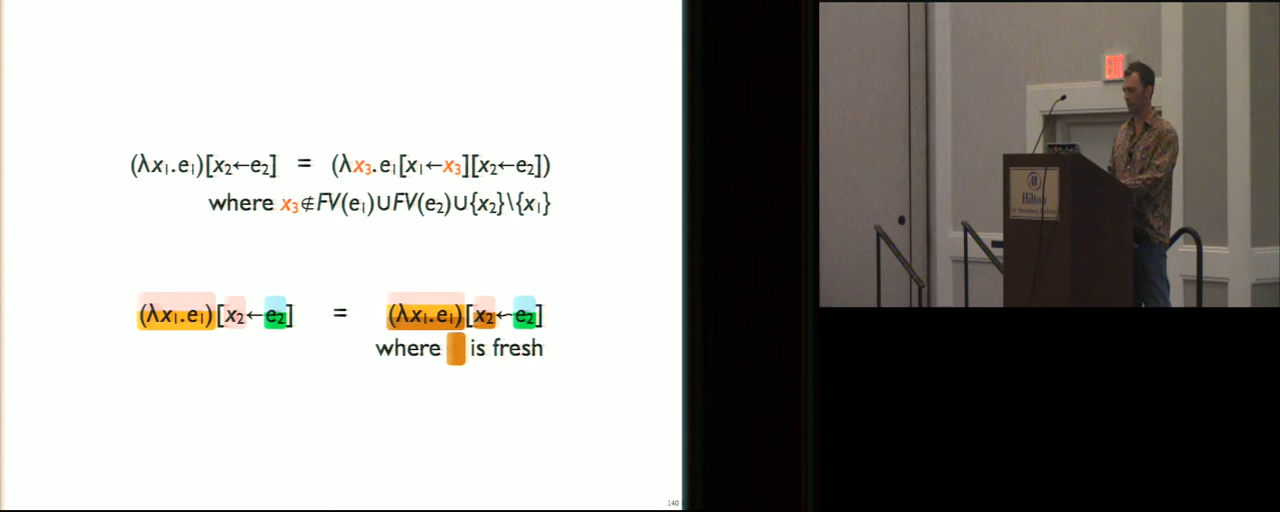 (λx₁.e₁)[x₂←e₂] = (λx₃.e₁[x₁←x₃][x₂←e₂])
where x₃∉FV(e₁)∪FV(e₂)∪{x₂}\{x₁}
(λx₁.e₁)[x₂←e₂] = (λx₁.e₁)[x₂←e₂]
where is fresh
140
Hilton